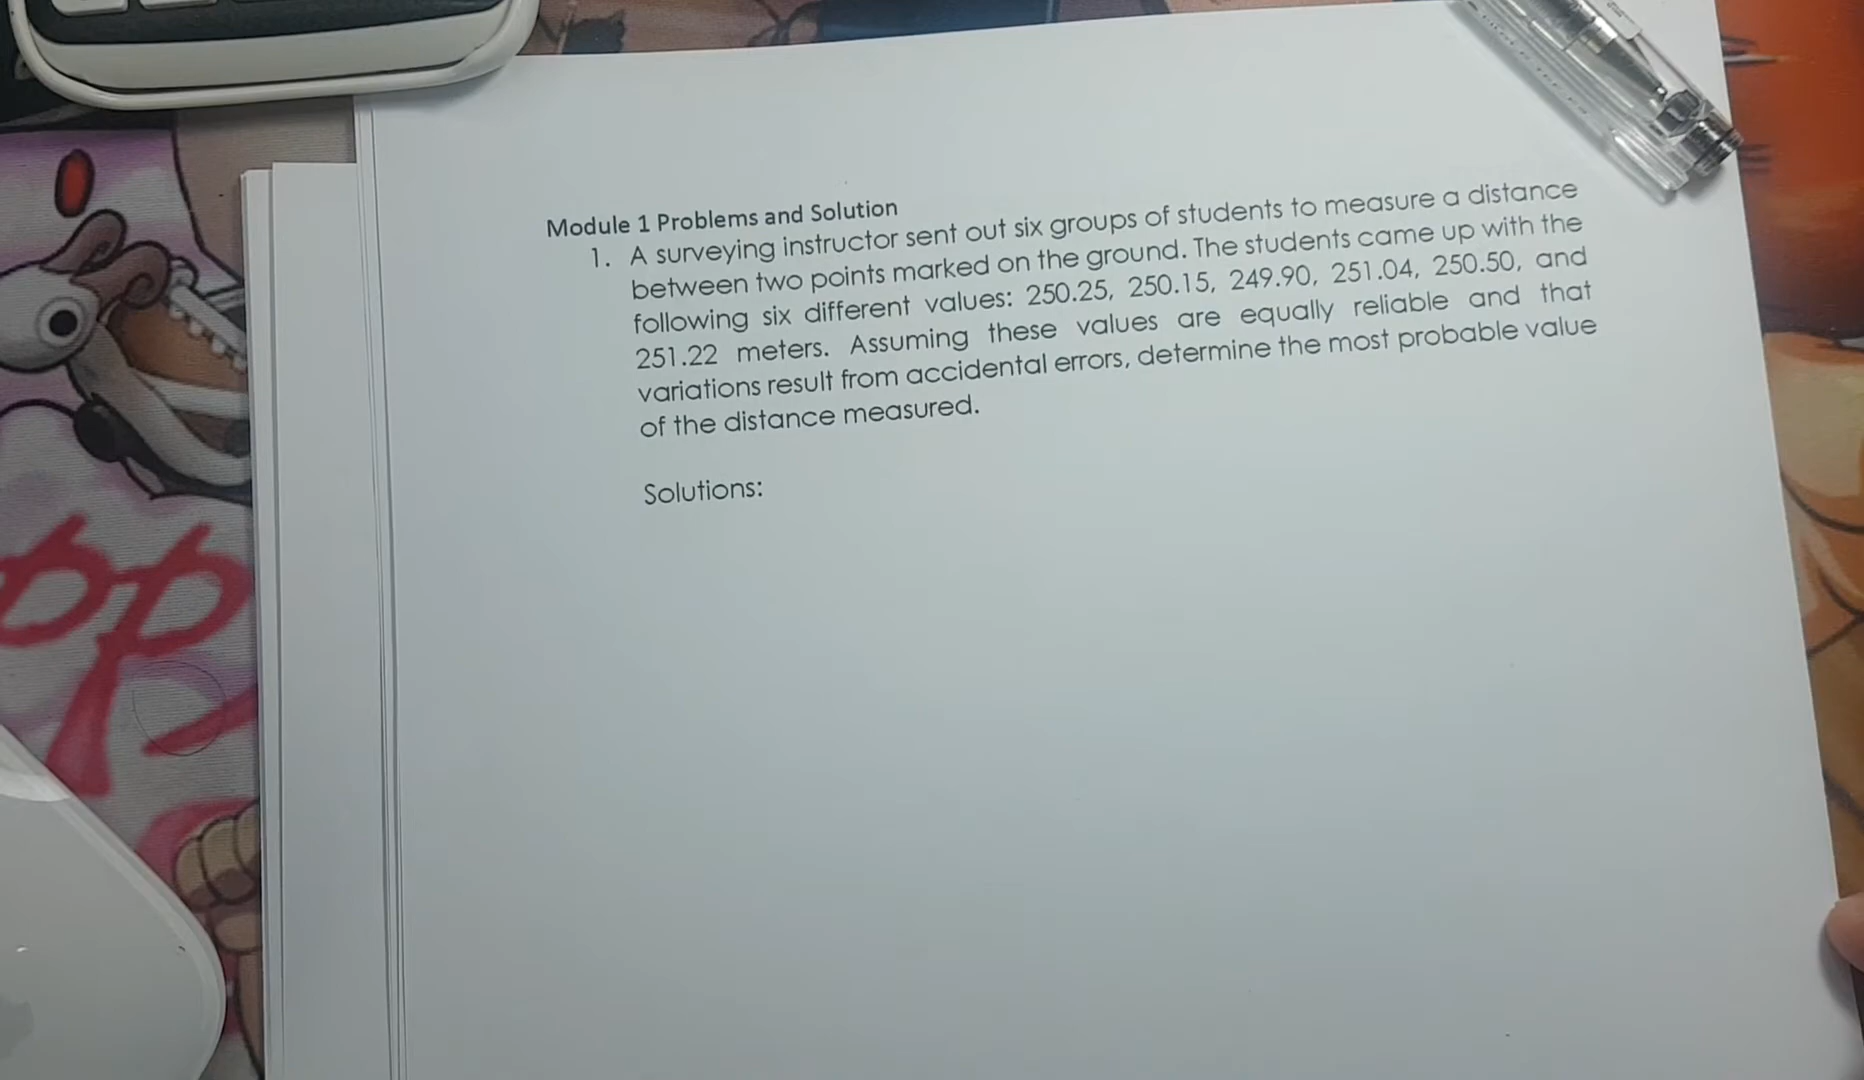 Module 1 Problems and Solution
1. A surveying instructor sent out six groups of students to measure a distance
between two points marked on the ground. The students came up with the
following six different values: 250.25, 250.15, 249.90, 251.04, 250.50, and
251.22 meters. Assuming these values are equally reliable and that
variations result from accidental errors, determine the most probable value
of the distance measured.
Solutions: